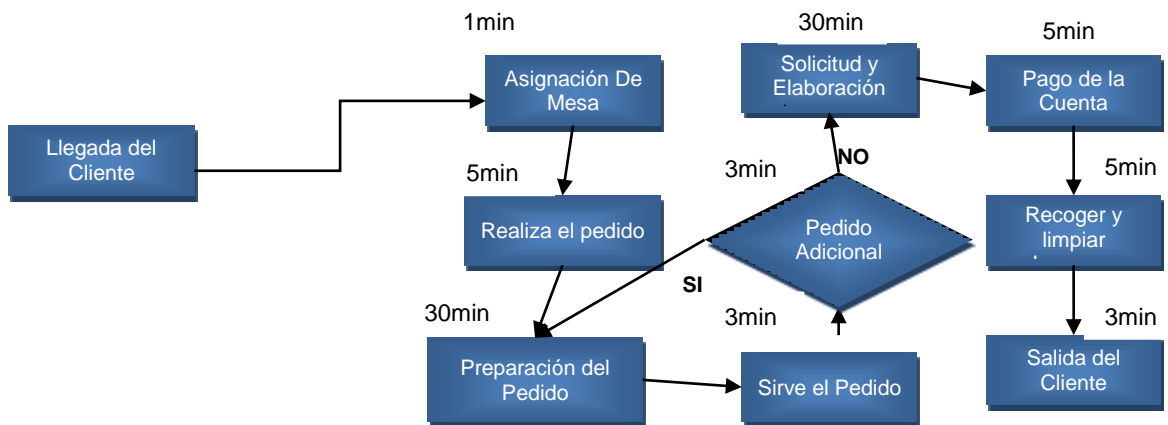 1min
30min
5min
Solicitud y
Elaboración
Pago de la
Cuenta
Asignación De
Mesa
Llegada del
Cliente
5min
3min
NO
5min
Realiza el pedido
Pedido
Adicional
Recoger y
limpiar
SI
30min
3min
3min
Preparación del
Pedido
Sirve el Pedido
Salida del
Cliente